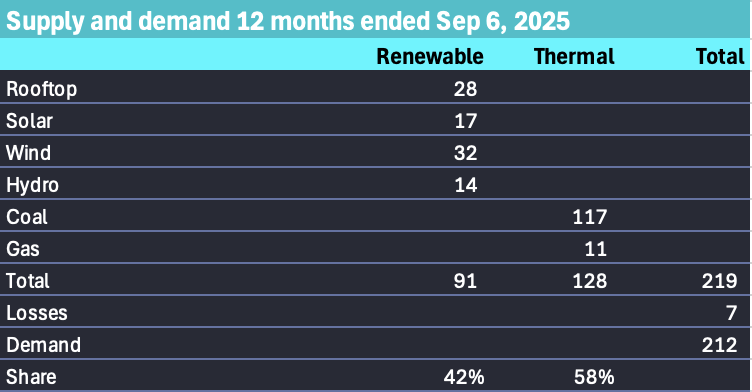 Supply and demand 12 months ended Sep 6, 2025
Renewable Thermal Total
Rooftop 28
Solar 17
Wind 32
Hydro 14
Coal 117
Gas 11
Total 91 128 219
Losses 7
Demand 212
Share 42% 58%